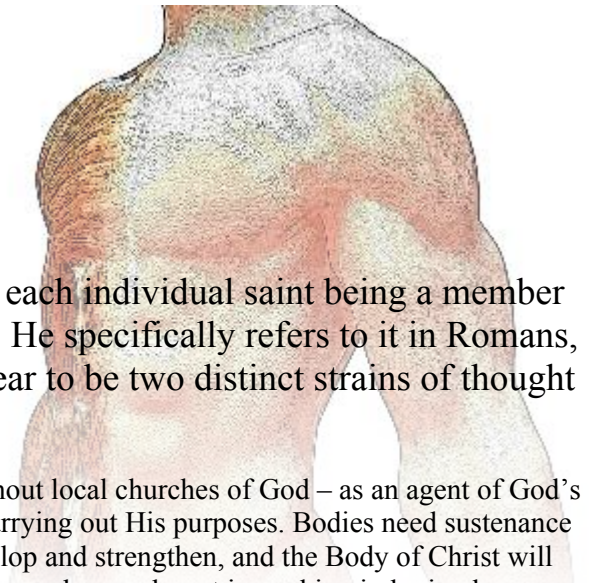 each individual saint being a member
He specifically refers to it in Romans,
ear to be two distinct strains of thought
hout local churches of God – as an agent of God’s
rrying out His purposes. Bodies need sustenance
lop and strengthen, and the Body of Christ will